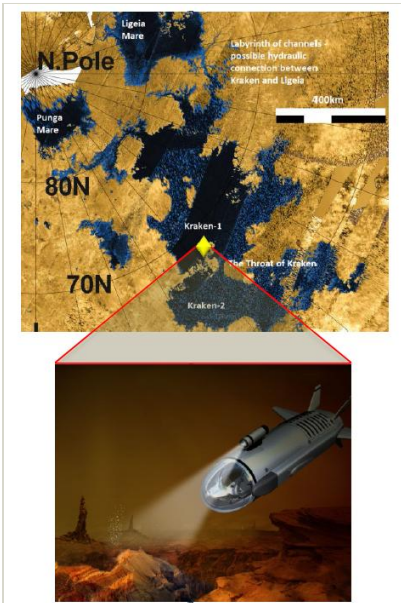 Ligeia
Mare
N.Pole
Labyrinth of channels
possible hydraulic
connection between
Kraken and Ligeia
400km
Punga
Mare
80N
Kraken-1
70N
The Throat of Kraken
Kraken-2